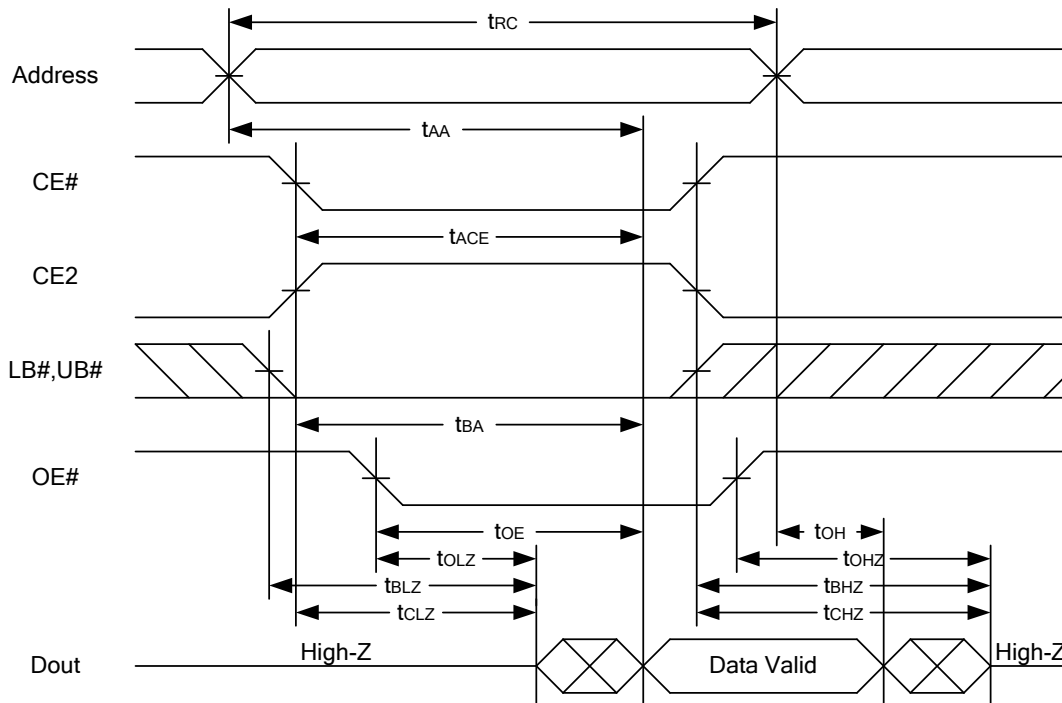 tRC
Address
tAA
CE#
tACE
CE2
LB#,UB#
tBA
OE#
tOE
tOH
tOLZ
tOHZ
tBLZ
tBHZ
tCLZ
tCHZ
High-Z
High-Z
Dout
Data Valid